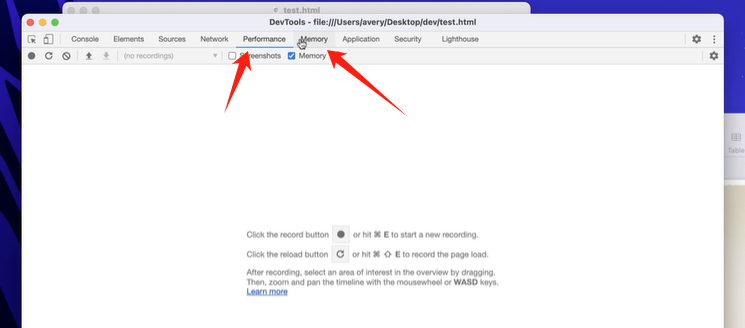 test.html
DevTools - file:///Users/avery/Desktop/dev/test.html
Console Elements Sources Network Performance Memory Application Security Lighthouse
(no recordings) Screenshots Memory
Table
Click the record button or hit ⌘ E to start a new recording.
Click the reload button or hit ⌘ ⇧ E to record the page load.
After recording, select an area of interest in the overview by dragging.
Then, zoom and pan the timeline with the mousewheel or WASD keys.
Learn more